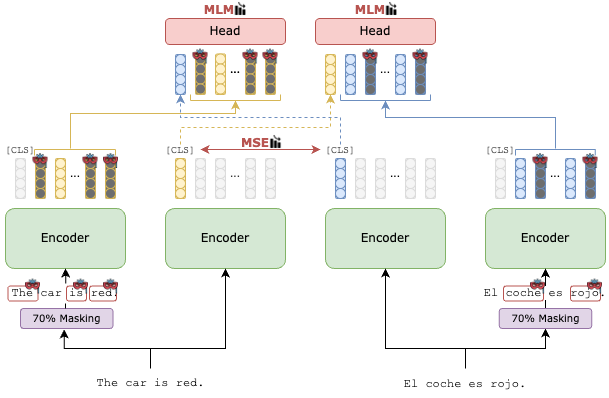 MLM MLM
Head Head
... ...
[CLS] [CLS] MSE [CLS] [CLS]
... ... ... ...
Encoder Encoder Encoder Encoder
The car is red. El coche es rojo.
70% Masking 70% Masking
The car is red. El coche es rojo.